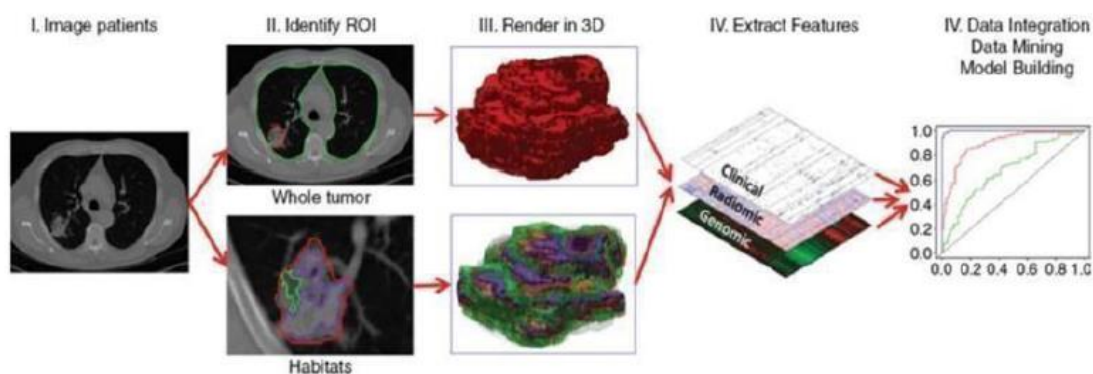 I. Image patients
II. Identify ROI
III. Render in 3D
IV. Extract Features
IV. Data Integration
Data Mining
Model Building
Whole tumor
Habitats
Clinical
Radiomic
Genomic
1.0
0.8
0.6
0.4
0.2
0.0
0.0 0.2 0.4 0.6 0.8 1.0